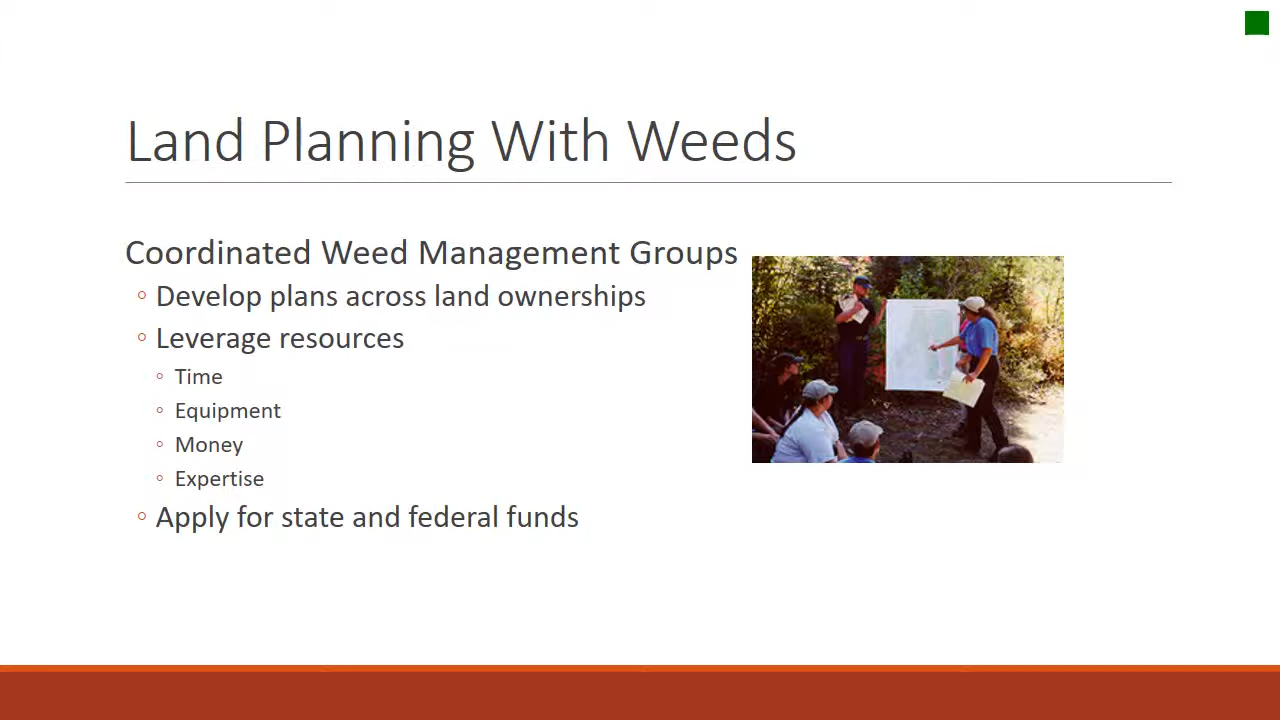 Land Planning With Weeds
Coordinated Weed Management Groups
Develop plans across land ownerships
Leverage resources
Time
Equipment
Money
Expertise
Apply for state and federal funds